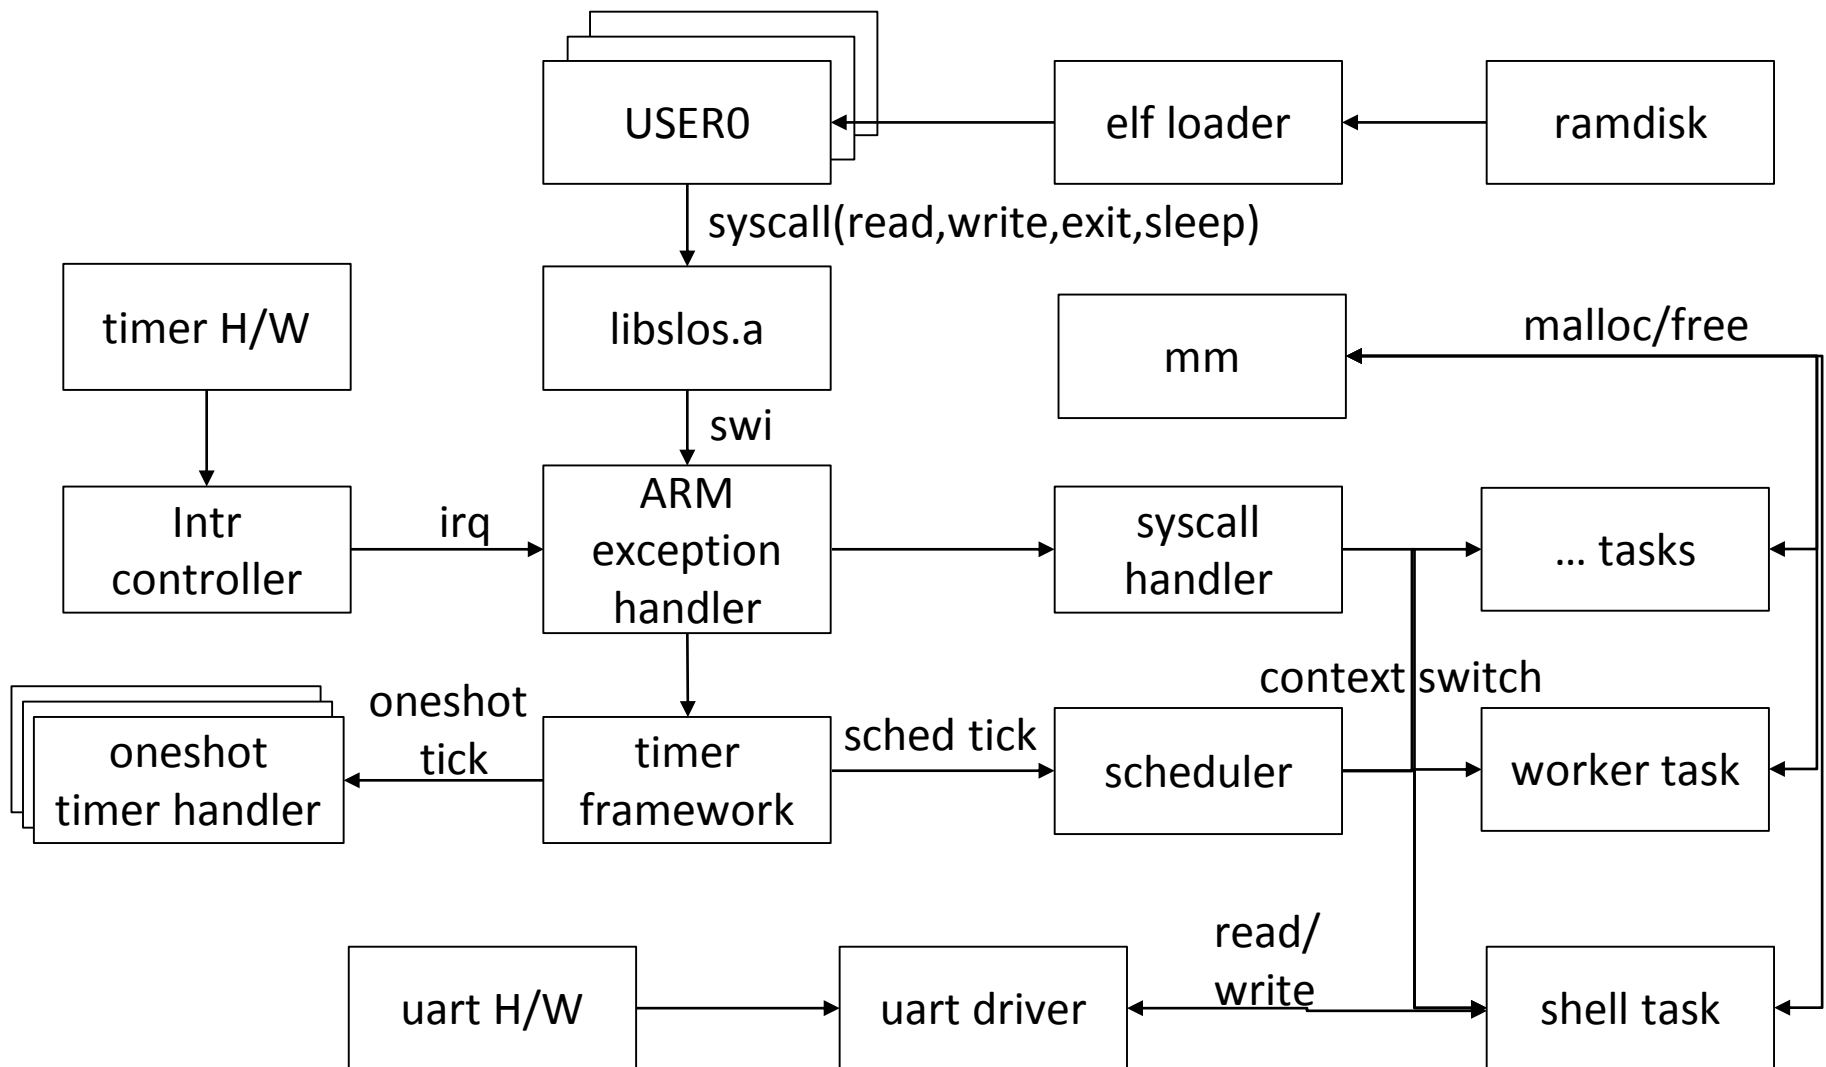 USER0
elf loader
ramdisk
syscall(read,write,exit,sleep)
timer H/W
libslos.a
mm
malloc/free
swi
Intr
controller
irq
ARM
exception
handler
syscall
handler
... tasks
context switch
oneshot
timer handler
oneshot
tick
timer
framework
sched tick
scheduler
worker task
read/
write
uart H/W
uart driver
shell task